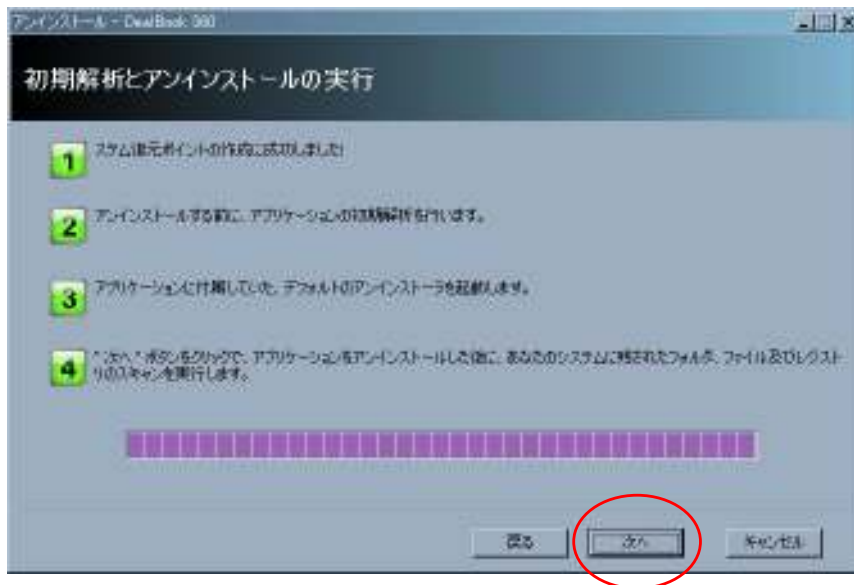 アンインストール - DealBook 360
初期解析とアンインストールの実行
1 ステム復元ポイントの作成に成功しました!
2 アンインストールする前に、アプリケーションの初期解析を行います。
3 アプリケーションに付属していた、デフォルトのアンインストーラを起動します。
4 "次へ" ボタンをクリックで、アプリケーションをアンインストールした後に、あなたのシステムに残されたフォルダ、ファイル及びレジスト
リのスキャンを実行します。
戻る 次へ キャンセル